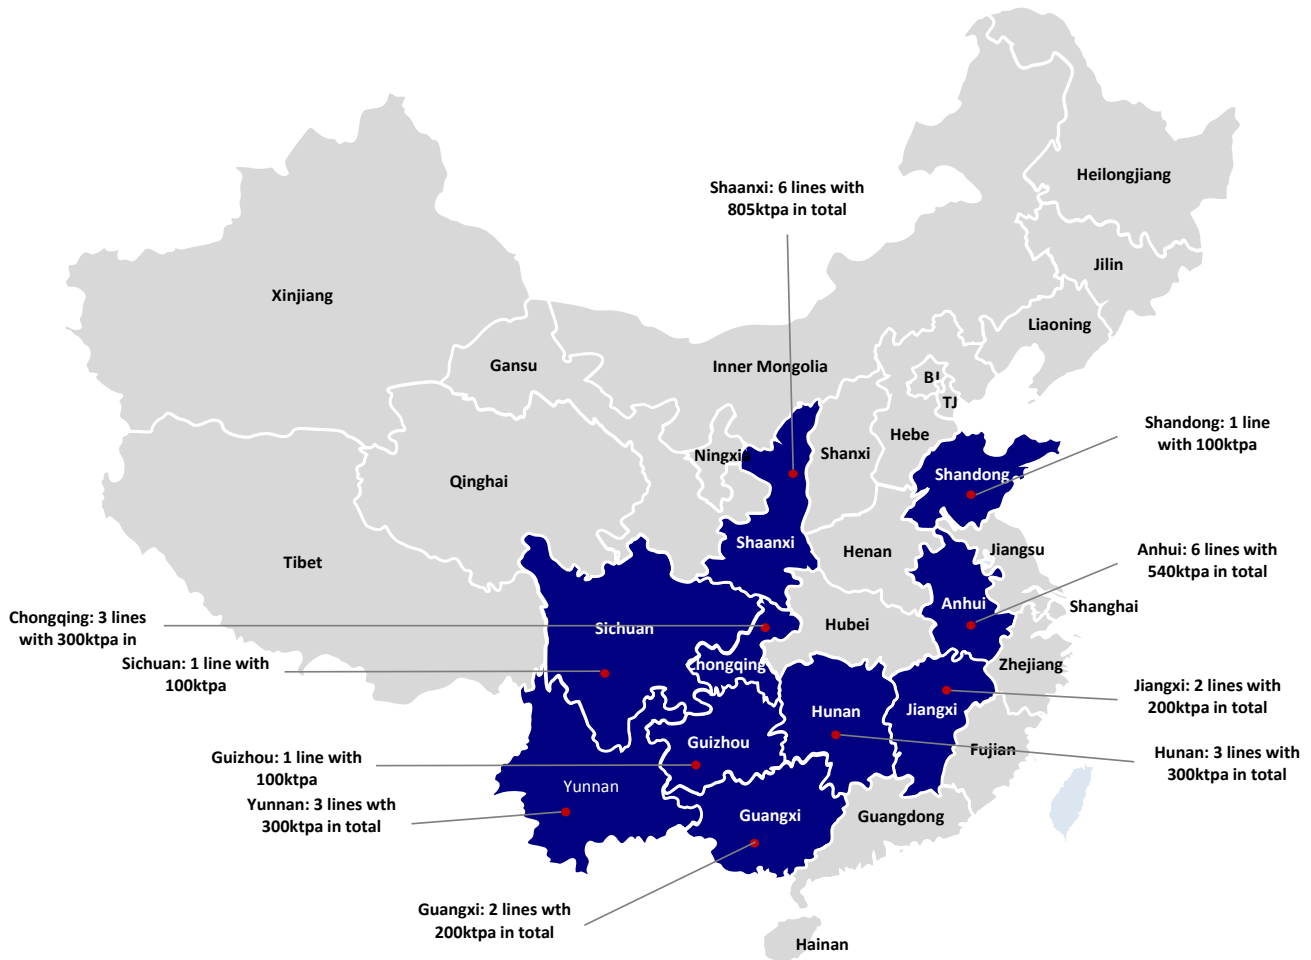 Heilongjiang
Shaanxi: 6 lines with
805ktpa in total
Jilin
Xinjiang
Liaoning
Gansu
Inner Mongolia
BJ
TJ
Shandong: 1 line
with 100ktpa
Hebe
Shanxi
Ningxia
Shandong
Qinghai
Shaanxi
Henan
Jiangsu
Anhui: 6 lines with
540ktpa in total
Tibet
Anhui
Shanghai
Chongqing: 3 lines
with 300ktpa in
Sichuan
Hubei
Sichuan: 1 line with
100ktpa
Chongqing
Zhejiang
Jiangxi: 2 lines with
200ktpa in total
Hunan
Jiangxi
Guizhou
Fujian
Hunan: 3 lines with
300ktpa in total
Guizhou: 1 line with
100ktpa
Yunnan
Yunnan: 3 lines wth
300ktpa in total
Guangxi
Guangdong
Guangxi: 2 lines wth
200ktpa in total
Hainan